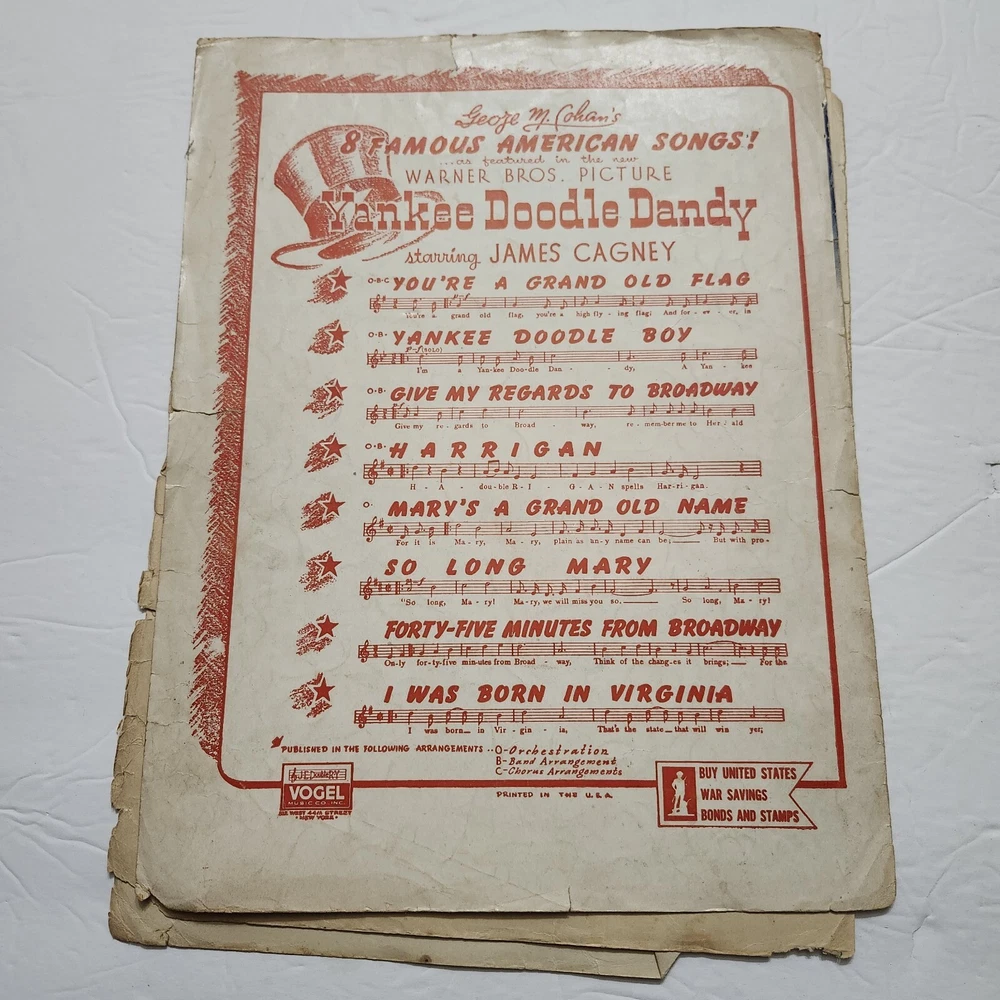 George M. Cohan's
8 FAMOUS AMERICAN SONGS!
...as featured in the new
WARNER BROS. PICTURE
Yankee Doodle Dandy
starring JAMES CAGNEY
O-B-C YOU'RE A GRAND OLD FLAG
You're a grand old flag, you're a high fly - ing flag; And for - ev - er, in
O-B- YANKEE DOODLE BOY
(SOLO)
I'm a Yan-kee Doo-dle Dan - - dy, A Yan - kee
O-B- GIVE MY REGARDS TO BROADWAY
Give my re - gards to Broad - way, re - mem-ber me to Her - ald
O-B- HARRIGAN
H - A - dou-ble R - I - G - A - N spells Har-ri-gan.
O- MARY'S A GRAND OLD NAME
For it is Ma - ry, Ma - ry, plain as an-y name can be; But with pro-
SO LONG MARY
"So long, Ma - ry! Ma-ry, we will miss you so. So long, Ma - ry!
FORTY-FIVE MINUTES FROM BROADWAY
On-ly for-ty-five min-utes from Broad - way, Think of the chang-es it brings; For the
I WAS BORN IN VIRGINIA
I was born in Vir - gin - ia, That's the state that will win yer;
PUBLISHED IN THE FOLLOWING ARRANGEMENTS .. O-Orchestration
B-Band Arrangement
C-Chorus Arrangements
VOGEL
MUSIC CO. INC.
WEST 44th STREET
• NEW YORK •
PRINTED IN THE U.S.A.
BUY UNITED STATES
WAR SAVINGS
BONDS AND STAMPS